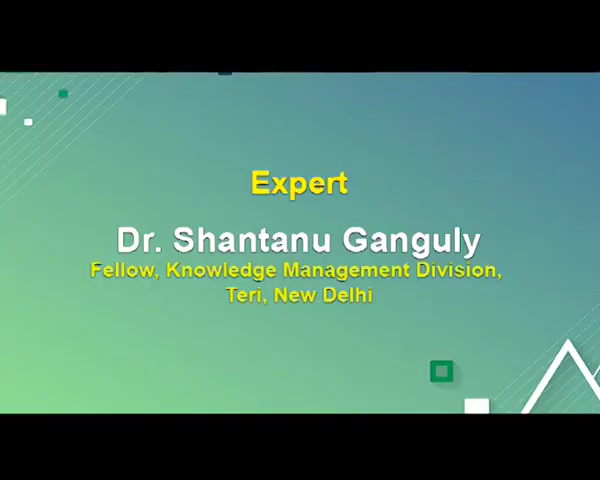 Expert
Dr. Shantanu Ganguly
Fellow, Knowledge Management Division,
Teri, New Delhi